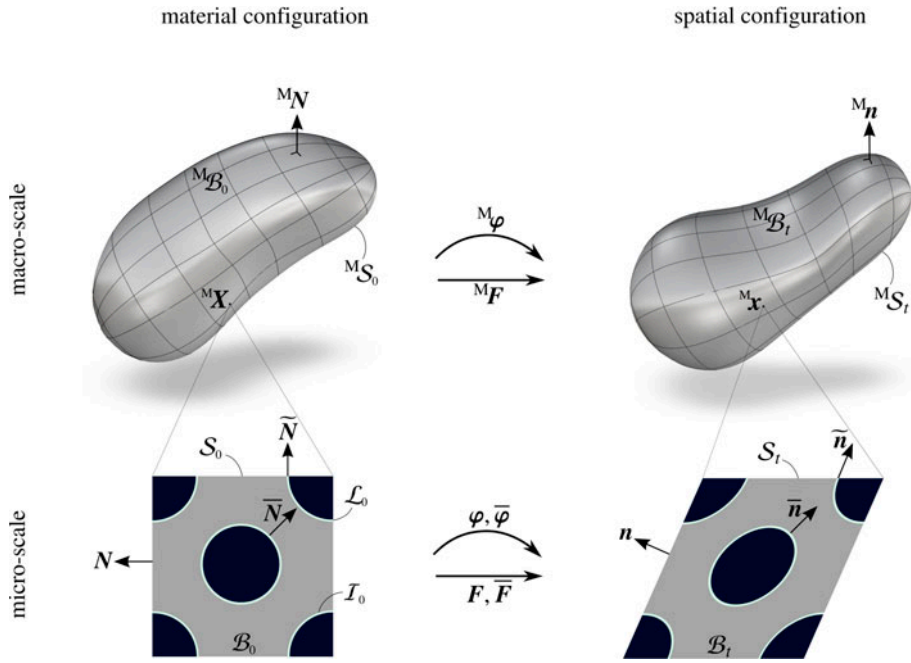 material configuration
spatial configuration
macro-scale
ᴹN
ᴹn
ᴹℬ₀
ᴹℬₜ
ᴹφ
ᴹF
ᴹ𝒮₀
ᴹ𝒮ₜ
ᴹX
ᴹx
micro-scale
Ñ
ñ
𝒮₀
𝒮ₜ
N̅
n̅
ℒ₀
φ, φ̅
F, F̅
N
n
ℐ₀
ℬ₀
ℬₜ